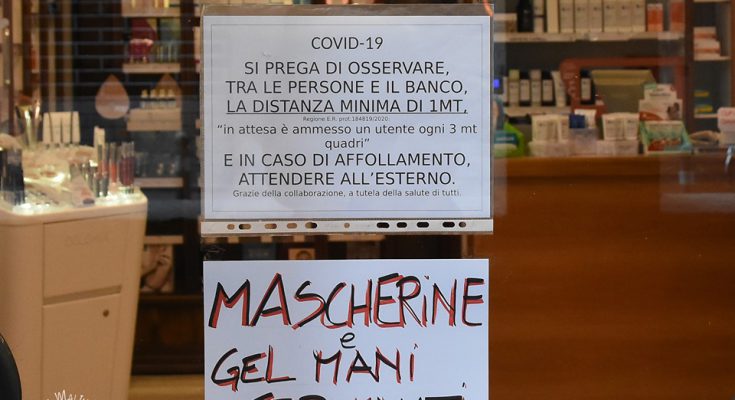 COVID-19
SI PREGA DI OSSERVARE,
TRA LE PERSONE E IL BANCO,
LA DISTANZA MINIMA DI 1MT,
Regione E.R. prot.184819/2020:
"in attesa è ammesso un utente ogni 3 mt
quadri"
E IN CASO DI AFFOLLAMENTO,
ATTENDERE ALL'ESTERNO.
Grazie della collaborazione, a tutela della salute di tutti.
MASCHERINE
e
GEL MANI